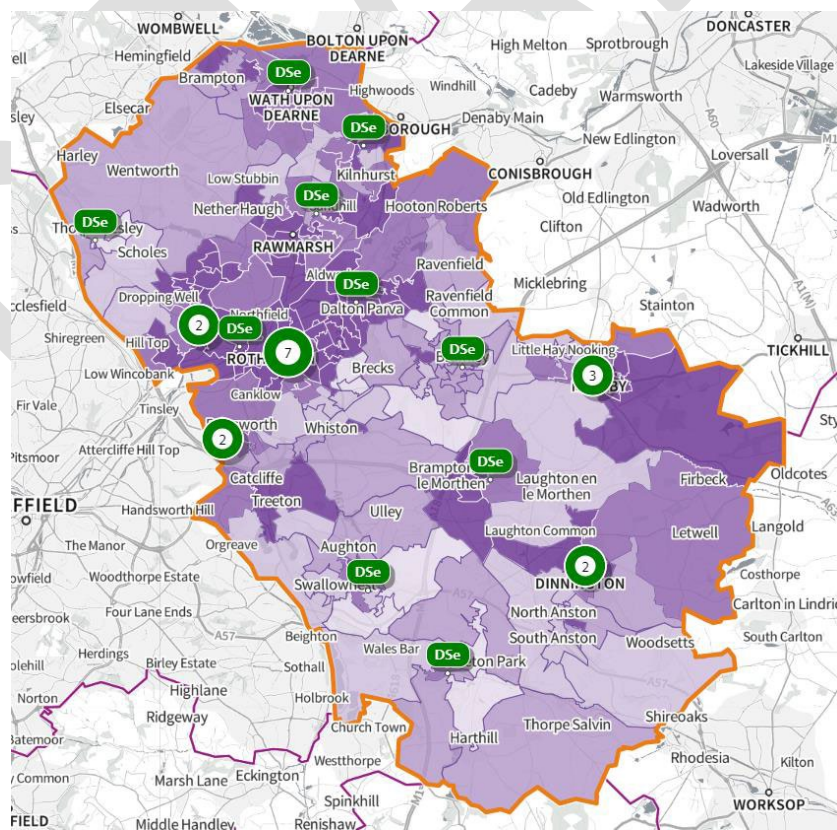 WOMBWELL
BOLTON UPON
DEARNE
DONCASTER
Hemingfield
High Melton
Sprotbrough
Lakeside Village
Brampton
DSe
Highwoods
Windhill
Cadeby
Warmsworth
Elsecar
WATH UPON
DEARNE
DSe
Denaby Main
A60
New Edlington
Harley
Loversall
Wentworth
Low Stubbin
Kilnhurst
CONISBROUGH
DSe
Old Edlington
Nether Haugh
Hooton Roberts
Wadworth
DSe
Clifton
RAWMARSH
Scholes
Ravenfield
Micklebring
A1(M)
Dropping Well
DSe
Ravenfield
Common
Stainton
2
DSe
Northfield
Dalton Parva
Shiregreen
Hill Top
7
DSe
Little Hay Nooking
TICKHILL
Low Wincobank
Brecks
3
Canklow
Fir Vale
Tinsley
2
Whiston
Attercliffe Hill Top
DSe
Brampton
le Morthen
Catcliffe
Laughton en
le Morthen
Firbeck
Oldcotes
Handsworth Hill
Treeton
Ulley
Laughton Common
Letwell
Langold
The Manor
Orgreave
Aughton
2
Woodthorpe Estate
DSe
DINNINGTON
Costhorpe
Four Lane Ends
North Anston
Carlton in Lindric
A57
Beighton
South Anston
Woodsetts
South Carlton
Herdings
Birley Estate
Wales Bar
DSe
Sothall
A57
Norton
Highlane
Holbrook
Shireoaks
Ridgeway
Church Town
Harthill
Thorpe Salvin
Westthorpe
Rhodesia
Kilton
Marsh Lane
Eckington
Spinkhill
M1
WORKSOP
Middle Handley
Renishaw